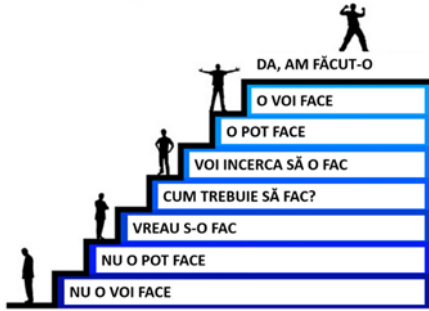 DA, AM FĂCUT-O
O VOI FACE
O POT FACE
VOI INCERCA SĂ O FAC
CUM TREBUIE SĂ FAC?
VREAU S-O FAC
NU O POT FACE
NU O VOI FACE